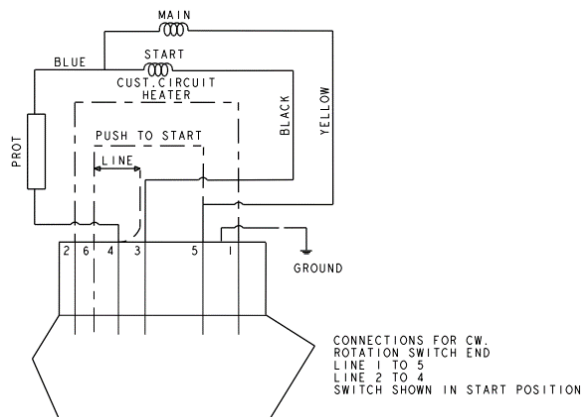 MAIN
START
BLUE
CUST. CIRCUIT
HEATER
BLACK
YELLOW
PUSH TO START
LINE
PROT
2 6 4 3 5 1
GROUND
CONNECTIONS FOR CW.
ROTATION SWITCH END
LINE 1 TO 5
LINE 2 TO 4
SWITCH SHOWN IN START POSITION